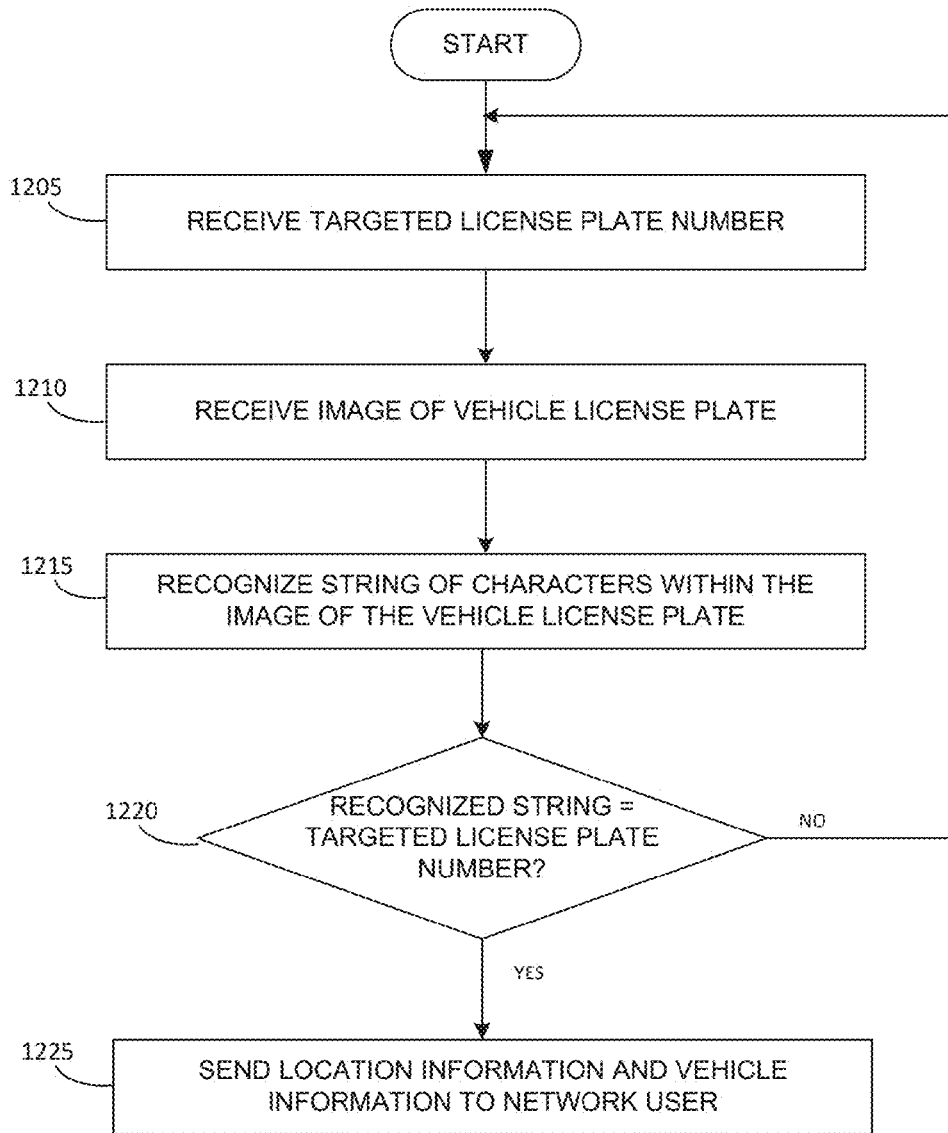 START
1205
RECEIVE TARGETED LICENSE PLATE NUMBER
1210
RECEIVE IMAGE OF VEHICLE LICENSE PLATE
1215
RECOGNIZE STRING OF CHARACTERS WITHIN THE
IMAGE OF THE VEHICLE LICENSE PLATE
1220
RECOGNIZED STRING =
TARGETED LICENSE PLATE
NUMBER?
NO
YES
1225
SEND LOCATION INFORMATION AND VEHICLE
INFORMATION TO NETWORK USER